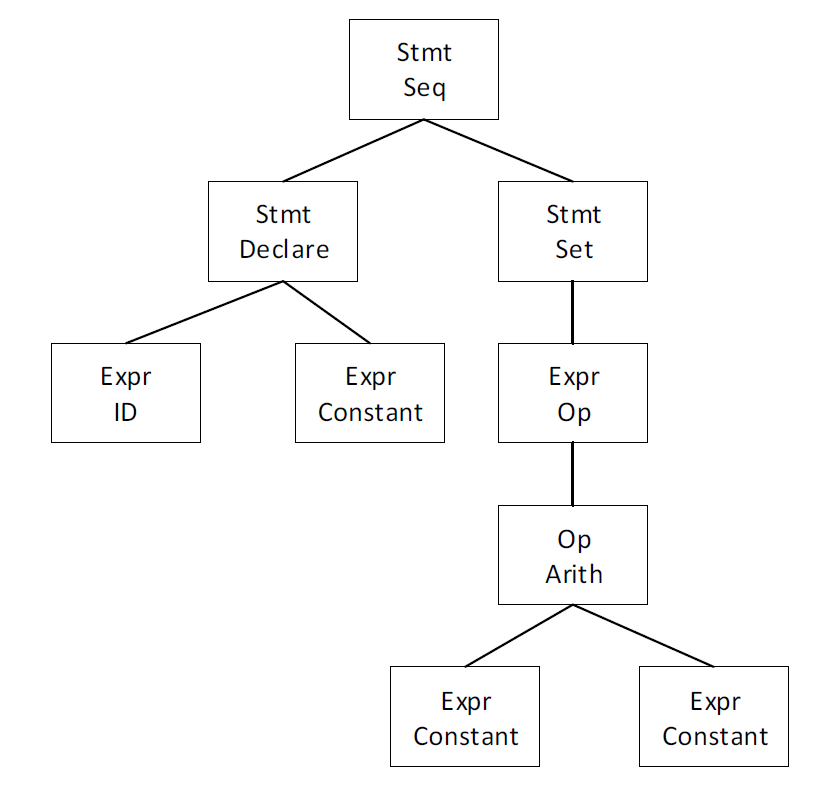 Stmt
Seq
Stmt
Declare
Stmt
Set
Expr
ID
Expr
Constant
Expr
Op
Op
Arith
Expr
Constant
Expr
Constant